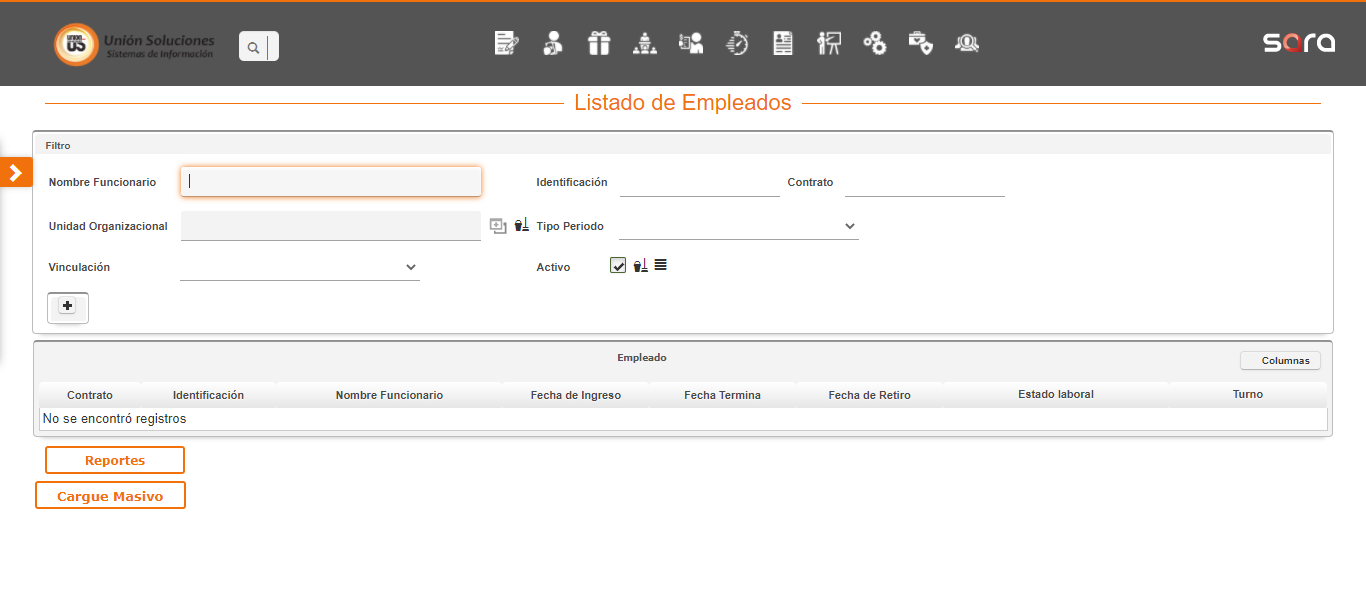 UNION
US
Unión Soluciones
Sistemas de Información
sara
Listado de Empleados
Filtro
Nombre Funcionario
Identificación
Contrato
Unidad Organizacional
Tipo Periodo
Vinculación
Activo
Empleado
Columnas
Contrato Identificación Nombre Funcionario Fecha de Ingreso Fecha Termina Fecha de Retiro Estado laboral Turno
No se encontró registros
Reportes
Cargue Masivo